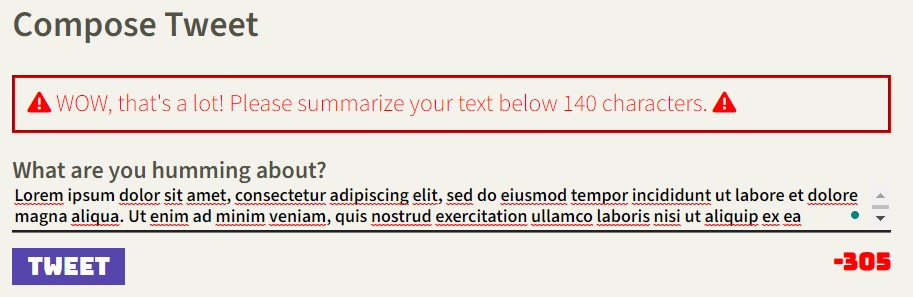 Compose Tweet
WOW, that's a lot! Please summarize your text below 140 characters.
What are you humming about?
Lorem ipsum dolor sit amet, consectetur adipiscing elit, sed do eiusmod tempor incididunt ut labore et dolore
magna aliqua. Ut enim ad minim veniam, quis nostrud exercitation ullamco laboris nisi ut aliquip ex ea
TWEET
-305